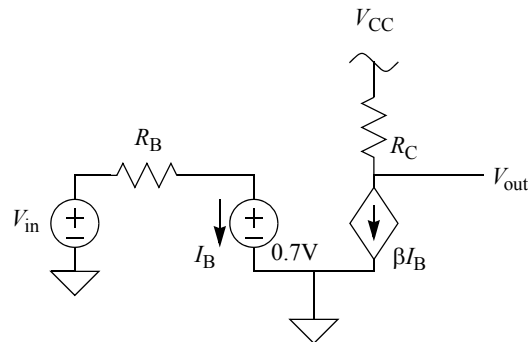 V_CC
R_B
R_C
V_out
V_in
+
−
I_B
+
−
0.7V
βI_B